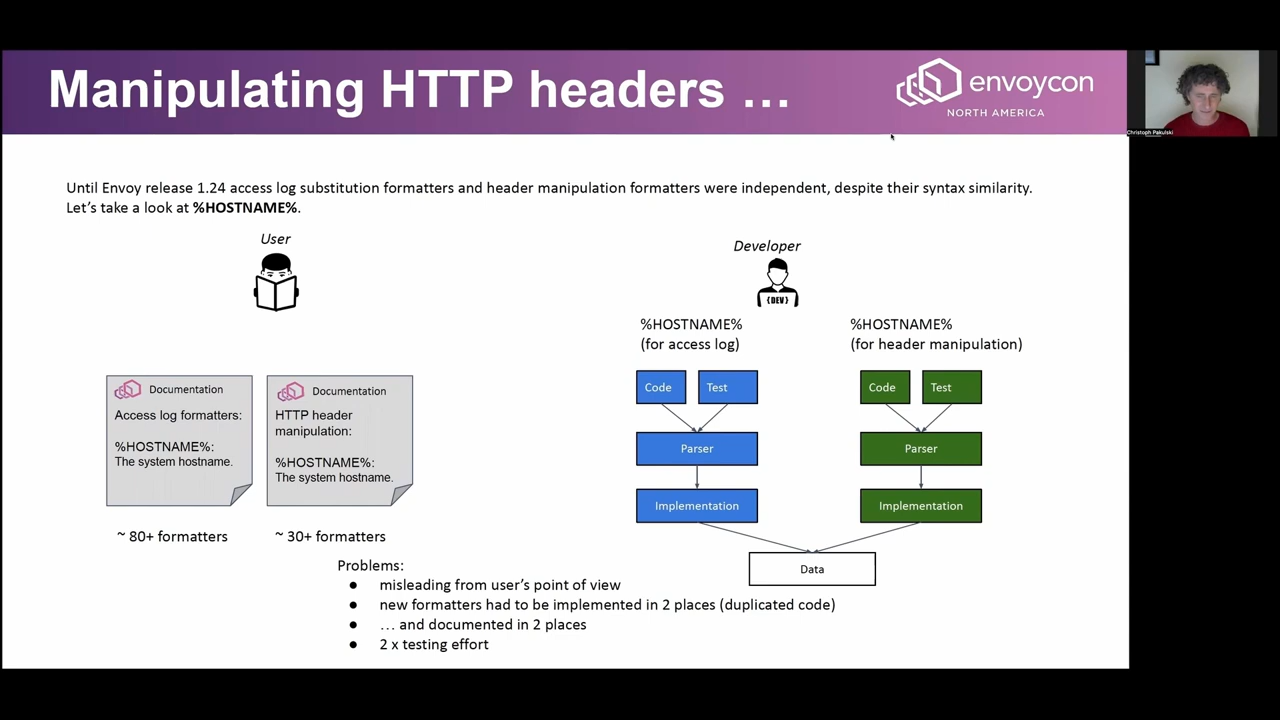 Manipulating HTTP headers …
envoycon
NORTH AMERICA
Christoph Pakulski
Until Envoy release 1.24 access log substitution formatters and header manipulation formatters were independent, despite their syntax similarity.
Let's take a look at %HOSTNAME%.
User
Developer
{DEV}
%HOSTNAME%
(for access log)
%HOSTNAME%
(for header manipulation)
Documentation
Access log formatters:
%HOSTNAME%:
The system hostname.
Documentation
HTTP header
manipulation:
%HOSTNAME%:
The system hostname.
Code
Test
Parser
Implementation
Code
Test
Parser
Implementation
Data
~ 80+ formatters
~ 30+ formatters
Problems:
● misleading from user's point of view
● new formatters had to be implemented in 2 places (duplicated code)
● … and documented in 2 places
● 2 x testing effort